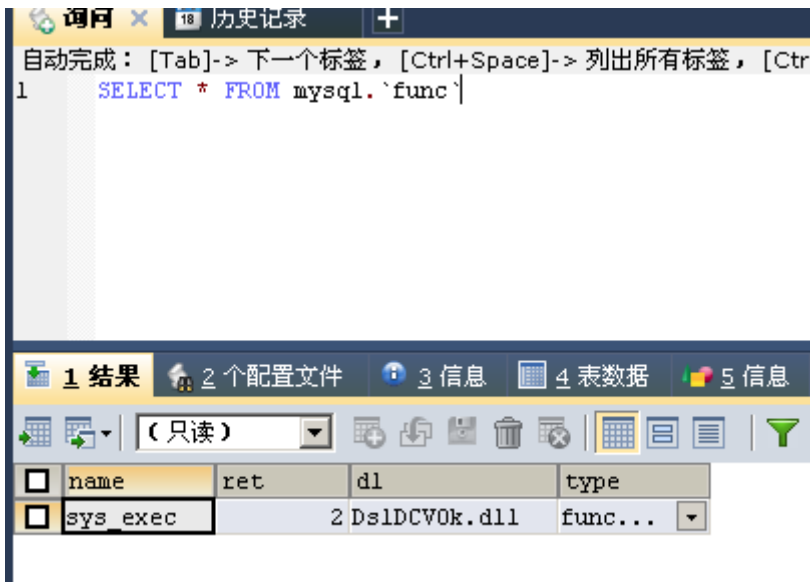 询问 历史记录
自动完成： [Tab]-> 下一个标签， [Ctrl+Space]-> 列出所有标签， [Ctr
1 SELECT * FROM mysql.`func`
1 结果 2 个配置文件 3 信息 4 表数据 5 信息
（只读）
name ret dl type
sys_exec 2 DslDCVOk.dll func...